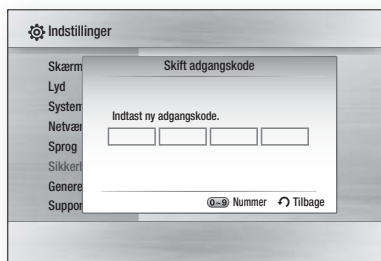 Indstillinger
Skærm
Skift adgangskode
Lyd
System
Indtast ny adgangskode.
Netvær
Sprog
Sikkerh
Genere
Suppor
0~9 Nummer Tilbage